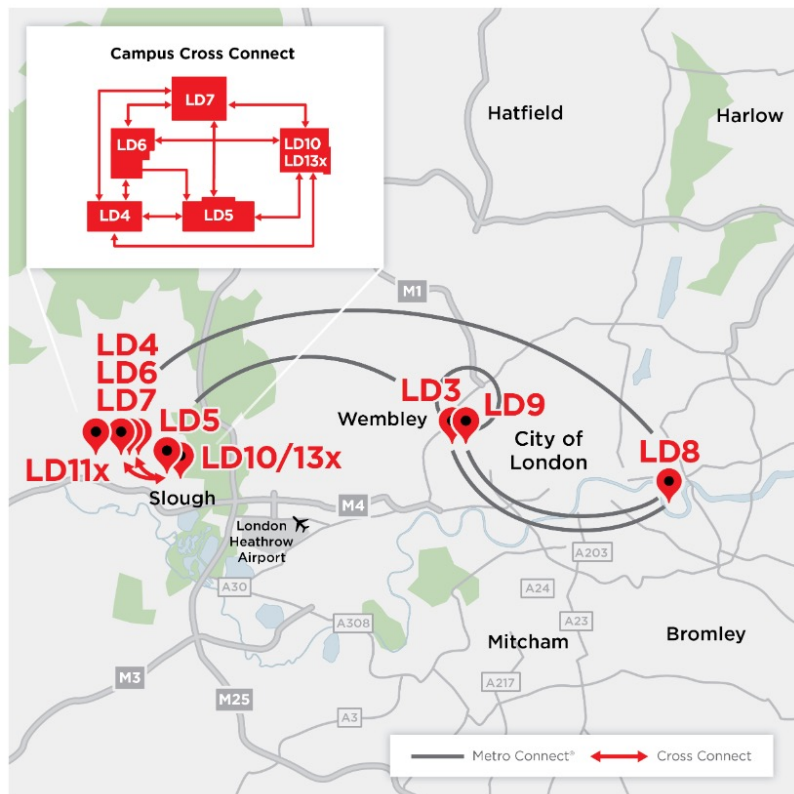 Campus Cross Connect
LD7
LD6
LD10
LD13x
LD4
LD5
Hatfield
Harlow
M1
LD4
LD6
LD7
LD5
LD3
LD9
Wembley
City of
London
LD8
LD11x
LD10/13x
Slough
M4
London
Heathrow
Airport
A203
A30
A24
A308
A23
Mitcham
Bromley
M3
A217
M25
A3
Metro Connect®
Cross Connect